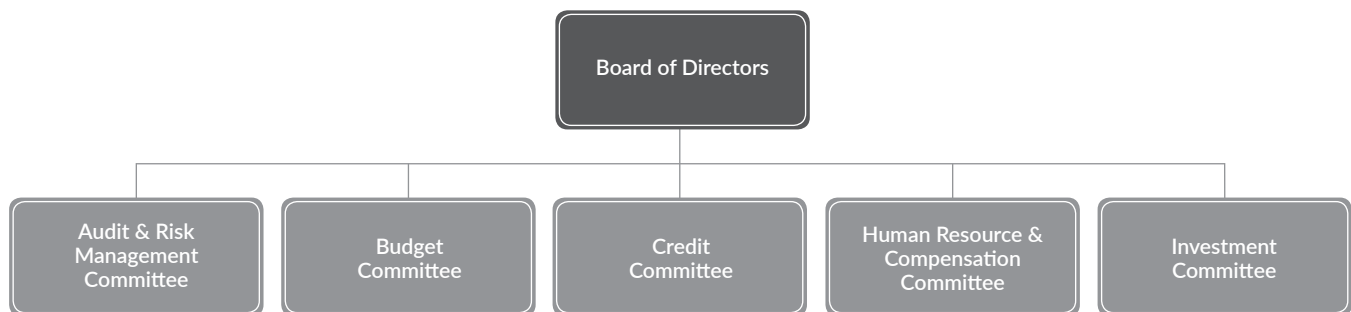 Board of Directors
Audit & Risk
Management
Committee
Budget
Committee
Credit
Committee
Human Resource &
Compensation
Committee
Investment
Committee